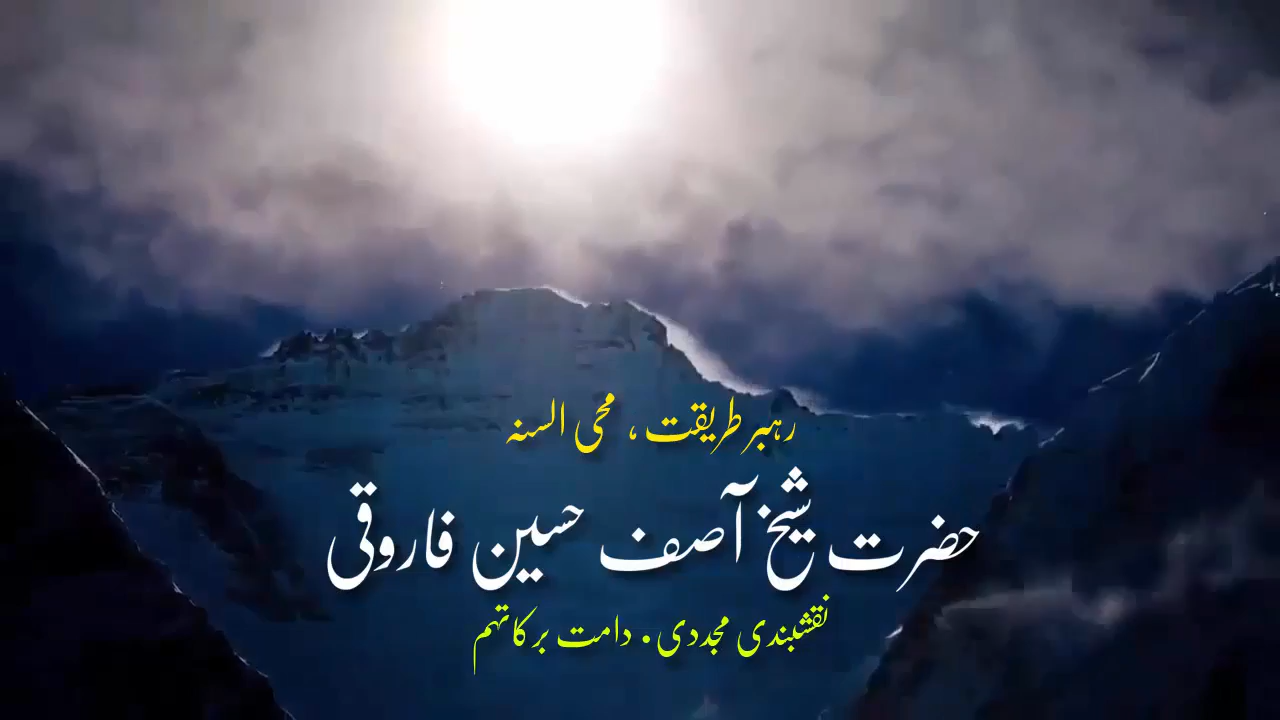 رہبر طریقت، محی السنہ
حضرت شیخ آصف حسین فاروقی
نقشبندی مجددی. دامت برکاتہم